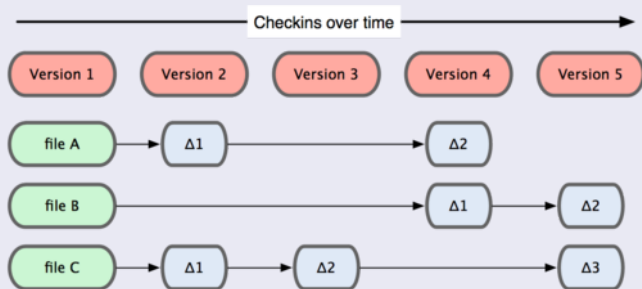 Checkins over time
Version 1 Version 2 Version 3 Version 4 Version 5
file A Δ1 Δ2
file B Δ1 Δ2
file C Δ1 Δ2 Δ3